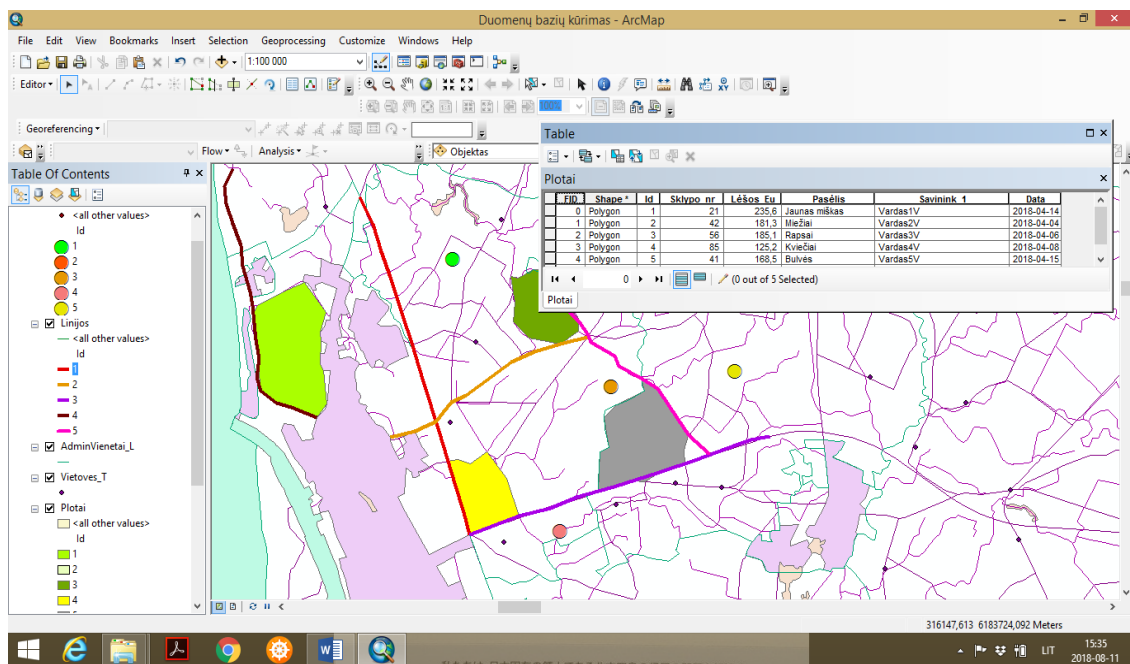 Duomenų bazių kūrimas - ArcMap
File Edit View Bookmarks Insert Selection Geoprocessing Customize Windows Help
1:100 000
Editor
100%
Georeferencing
Flow Analysis Objektas
Table
Plotai
FID Shape * Id Sklypo nr Lėšos Eu Pasėlis Savinink_1 Data
0 Polygon 1 21 235,6 Jaunas miškas Vardas1V 2018-04-14
1 Polygon 2 42 181,3 Miežiai Vardas2V 2018-04-04
2 Polygon 3 56 185,1 Rapsai Vardas3V 2018-04-06
3 Polygon 4 85 125,2 Kviečiai Vardas4V 2018-04-08
4 Polygon 5 41 168,5 Bulvės Vardas5V 2018-04-15
0 (0 out of 5 Selected)
Plotai
Table Of Contents
<all other values>
Id
1
2
3
4
5
Linijos
<all other values>
Id
1
2
3
4
5
AdminVienetai_L
Vietoves_T
Plotai
<all other values>
Id
1
2
3
4
316147,613 6183724,092 Meters
LIT
15:35
2018-08-11